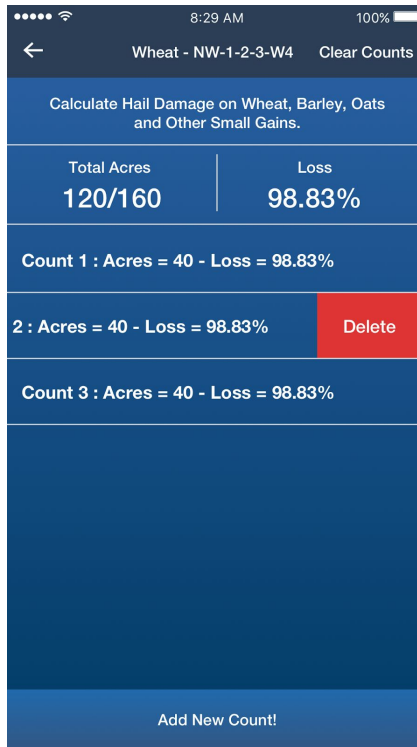 8:29 AM
100%
Wheat - NW-1-2-3-W4
Clear Counts
Calculate Hail Damage on Wheat, Barley, Oats
and Other Small Gains.
Total Acres
Loss
120/160
98.83%
Count 1 : Acres = 40 - Loss = 98.83%
2 : Acres = 40 - Loss = 98.83%
Delete
Count 3 : Acres = 40 - Loss = 98.83%
Add New Count!